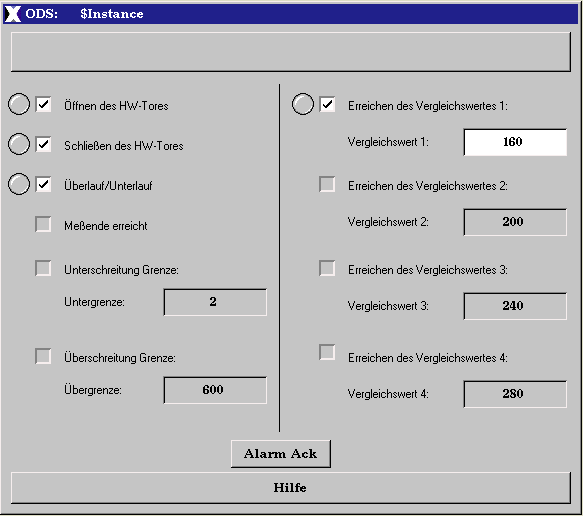 ODS: $Instance
Öffnen des HW-Tores
Schließen des HW-Tores
Überlauf/Unterlauf
Meßende erreicht
Unterschreitung Grenze:
Untergrenze: 2
Überschreitung Grenze:
Übergrenze: 600
Erreichen des Vergleichswertes 1:
Vergleichswert 1: 160
Erreichen des Vergleichswertes 2:
Vergleichswert 2: 200
Erreichen des Vergleichswertes 3:
Vergleichswert 3: 240
Erreichen des Vergleichswertes 4:
Vergleichswert 4: 280
Alarm Ack
Hilfe